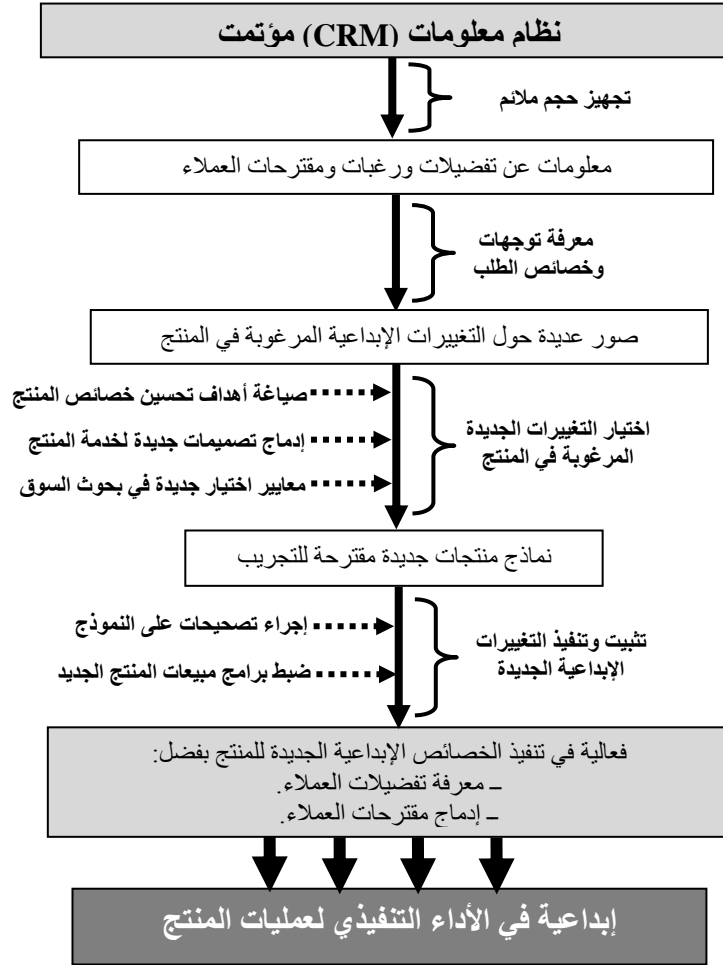 نظام معلومات (CRM) مؤتمت
تجهيز حجم ملائم
معلومات عن تفضيلات ورغبات ومقترحات العملاء
معرفة توجهات
وخصائص الطلب
صور عديدة حول التغييرات الإبداعية المرغوبة في المنتج
صياغة أهداف تحسين خصائص المنتج
اختيار التغييرات الجديدة
المرغوبة في المنتج
إدماج تصميمات جديدة لخدمة المنتج
معايير اختيار جديدة في بحوث السوق
نماذج منتجات جديدة مقترحة للتجريب
إجراء تصحيحات على النموذج
تثبيت وتنفيذ التغييرات
الإبداعية الجديدة
ضبط برامج مبيعات المنتج الجديد
فعالية في تنفيذ الخصائص الإبداعية الجديدة للمنتج بفضل:
– معرفة تفضيلات العملاء.
– إدماج مقترحات العملاء.
إبداعية في الأداء التنفيذي لعمليات المنتج